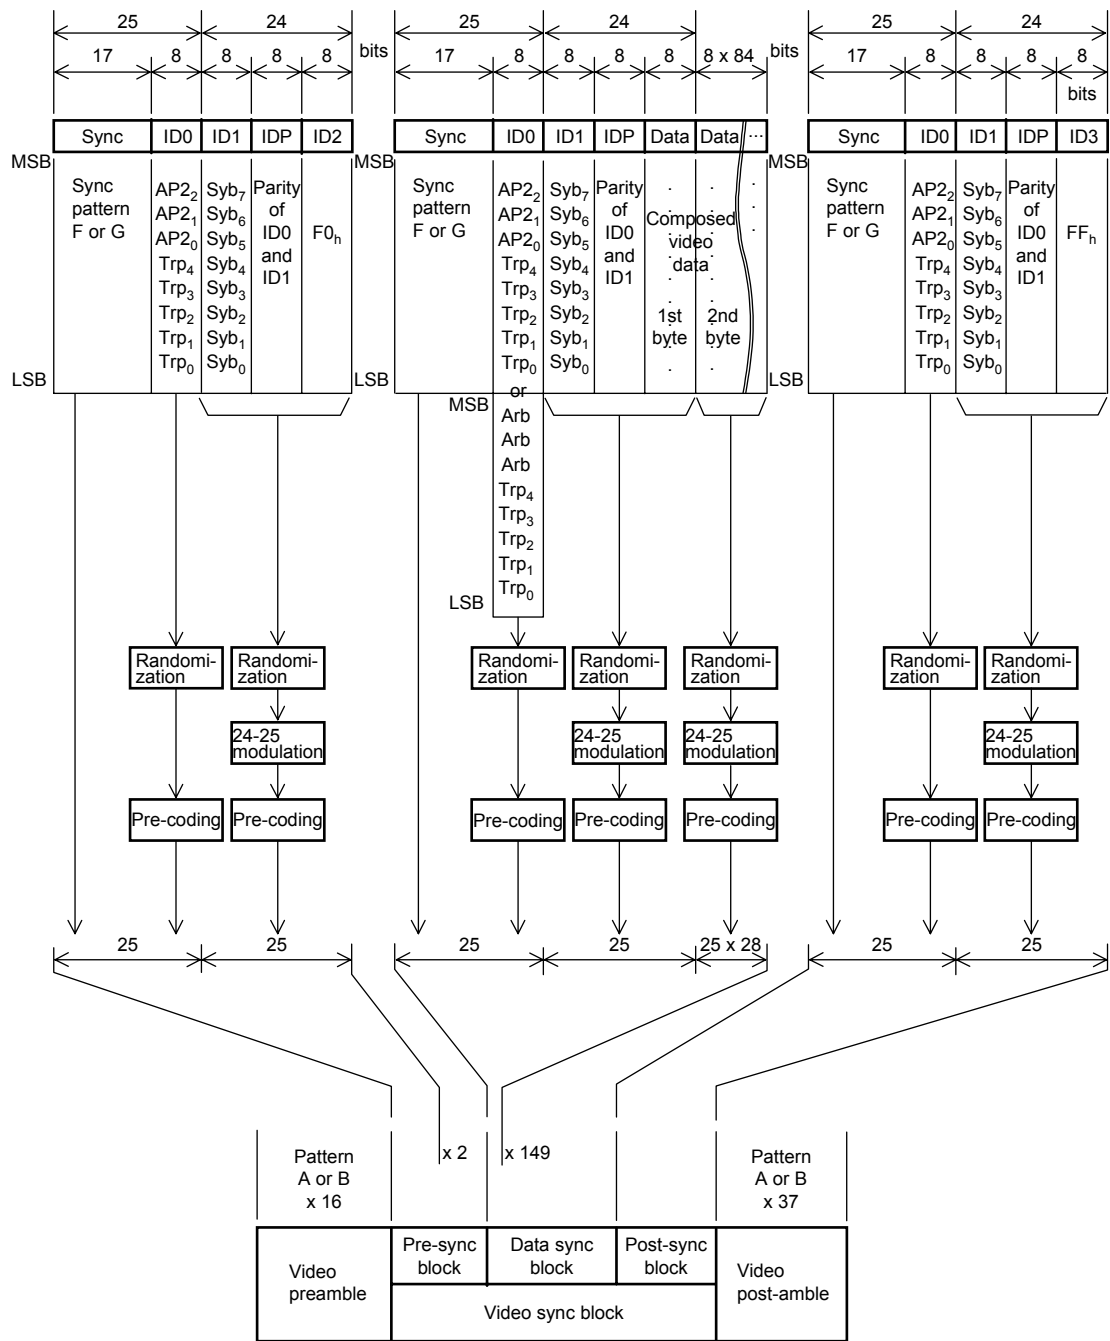 25 24 25 24 25 24
17 8 8 8 8 bits 17 8 8 8 8 8 x 84 bits 17 8 8 8 8
bits
Sync ID0 ID1 IDP ID2 Sync ID0 ID1 IDP Data Data ... Sync ID0 ID1 IDP ID3
MSB MSB MSB
Sync
pattern
F or G
AP2₂
AP2₁
AP2₀
Trp₄
Trp₃
Trp₂
Trp₁
Trp₀
Syb₇
Syb₆
Syb₅
Syb₄
Syb₃
Syb₂
Syb₁
Syb₀
Parity
of
ID0
and
ID1
F0ₕ
LSB
Sync
pattern
F or G
AP2₂
AP2₁
AP2₀
Trp₄
Trp₃
Trp₂
Trp₁
Trp₀
or
MSB
Arb
Arb
Arb
Trp₄
Trp₃
Trp₂
Trp₁
Trp₀
LSB
Syb₇
Syb₆
Syb₅
Syb₄
Syb₃
Syb₂
Syb₁
Syb₀
Parity
of
ID0
and
ID1
Composed
video
data
1st
byte
2nd
byte
LSB
Sync
pattern
F or G
AP2₂
AP2₁
AP2₀
Trp₄
Trp₃
Trp₂
Trp₁
Trp₀
Syb₇
Syb₆
Syb₅
Syb₄
Syb₃
Syb₂
Syb₁
Syb₀
Parity
of
ID0
and
ID1
FFₕ
LSB
Randomi-
zation
Randomi-
zation
Randomi-
zation
Randomi-
zation
Randomi-
zation
Randomi-
zation
Randomi-
zation
24-25
modulation
24-25
modulation
24-25
modulation
24-25
modulation
Pre-coding Pre-coding Pre-coding Pre-coding Pre-coding Pre-coding Pre-coding
25 25 25 25 25 x 28 25 25
Pattern
A or B
x 16
x 2 x 149
Pattern
A or B
x 37
Video
preamble
Pre-sync
block
Data sync
block
Post-sync
block
Video sync block
Video
post-amble